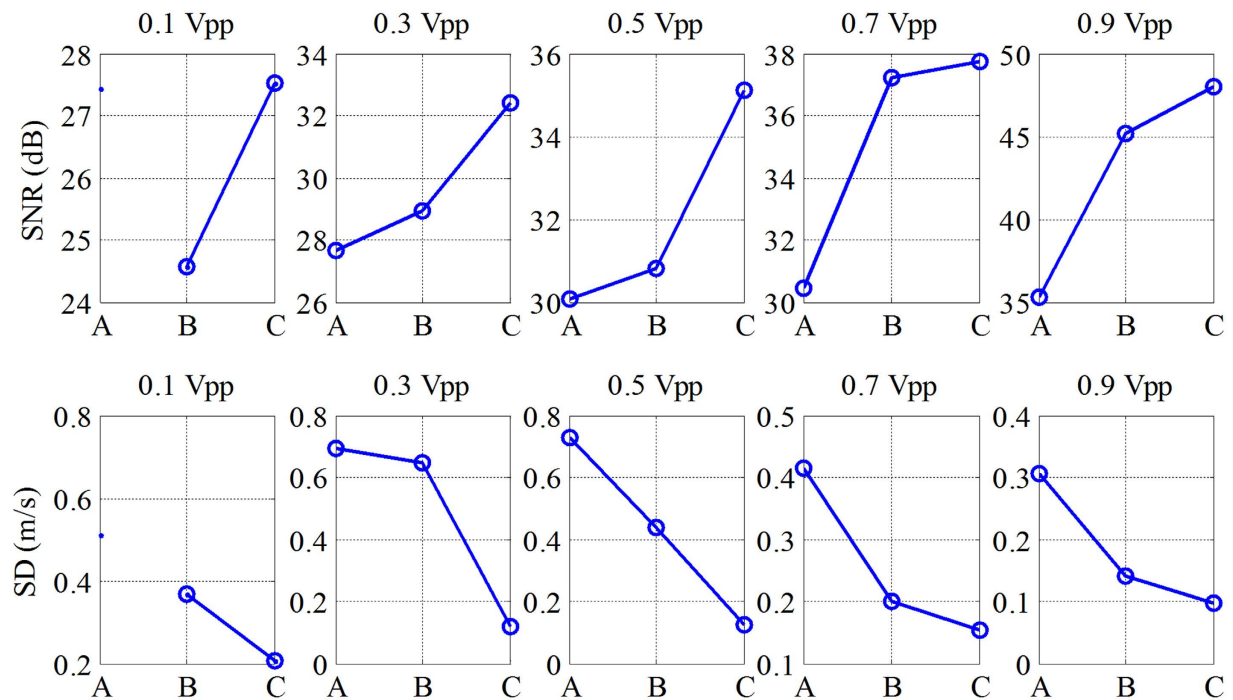 0.1 Vpp 0.3 Vpp 0.5 Vpp 0.7 Vpp 0.9 Vpp
SNR (dB)
28 34 36 38 50
27 32 34 36 45
26 30 32 34 40
25 28 30 32 35
24 26 30
A B C A B C A B C A B C A B C
0.1 Vpp 0.3 Vpp 0.5 Vpp 0.7 Vpp 0.9 Vpp
SD (m/s)
0.8 0.8 0.8 0.5 0.4
0.6 0.6 0.6 0.4 0.3
0.4 0.4 0.4 0.3 0.2
0.2 0.2 0.2 0.2 0.1
0 0 0.1 0
A B C A B C A B C A B C A B C